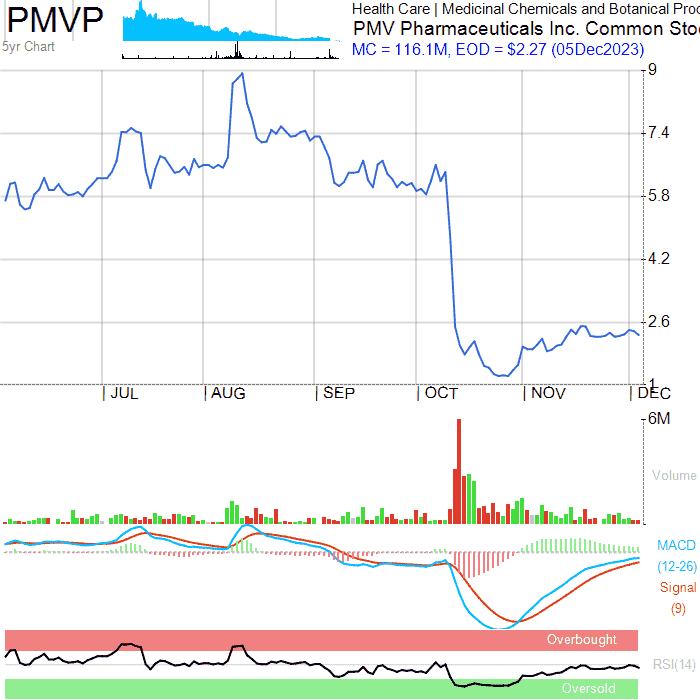 PMVP
5yr Chart
Health Care | Medicinal Chemicals and Botanical Proc
PMV Pharmaceuticals Inc. Common Stoc
MC = 116.1M, EOD = $2.27 (05Dec2023)
9
7.4
5.8
4.2
2.6
1
| JUL | AUG | SEP | OCT | NOV | DEC
6M
Volume
MACD
(12-26)
Signal
(9)
Overbought
RSI(14)
Oversold